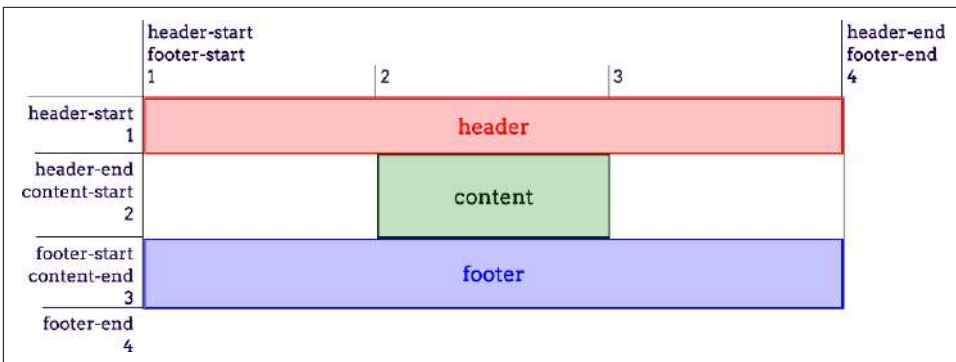 header-start
footer-start
1
2
3
header-end
footer-end
4
header-start
1
header
header-end
content-start
2
content
footer-start
content-end
3
footer
footer-end
4